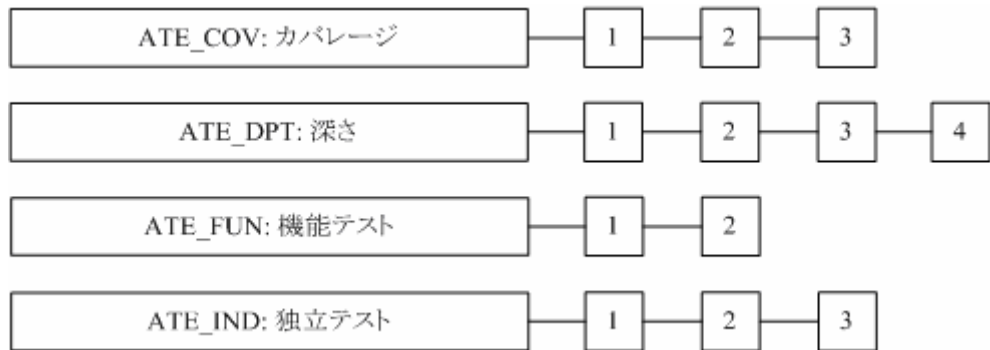 ATE_COV: カバレージ 1 2 3
ATE_DPT: 深さ 1 2 3 4
ATE_FUN: 機能テスト 1 2
ATE_IND: 独立テスト 1 2 3